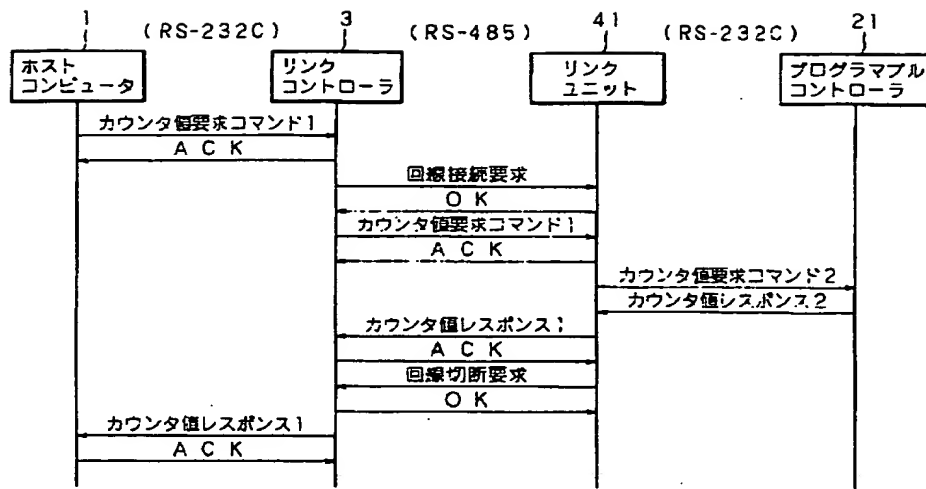 1
(RS-232C)
3
(RS-485)
41
(RS-232C)
21
ホスト
コンピュータ
リンク
コントローラ
リンク
ユニット
プログラマブル
コントローラ
カウンタ値要求コマンド1
ACK
回線接続要求
OK
カウンタ値要求コマンド1
ACK
カウンタ値要求コマンド2
カウンタ値レスポンス2
カウンタ値レスポンス1
ACK
回線切断要求
OK
カウンタ値レスポンス1
ACK